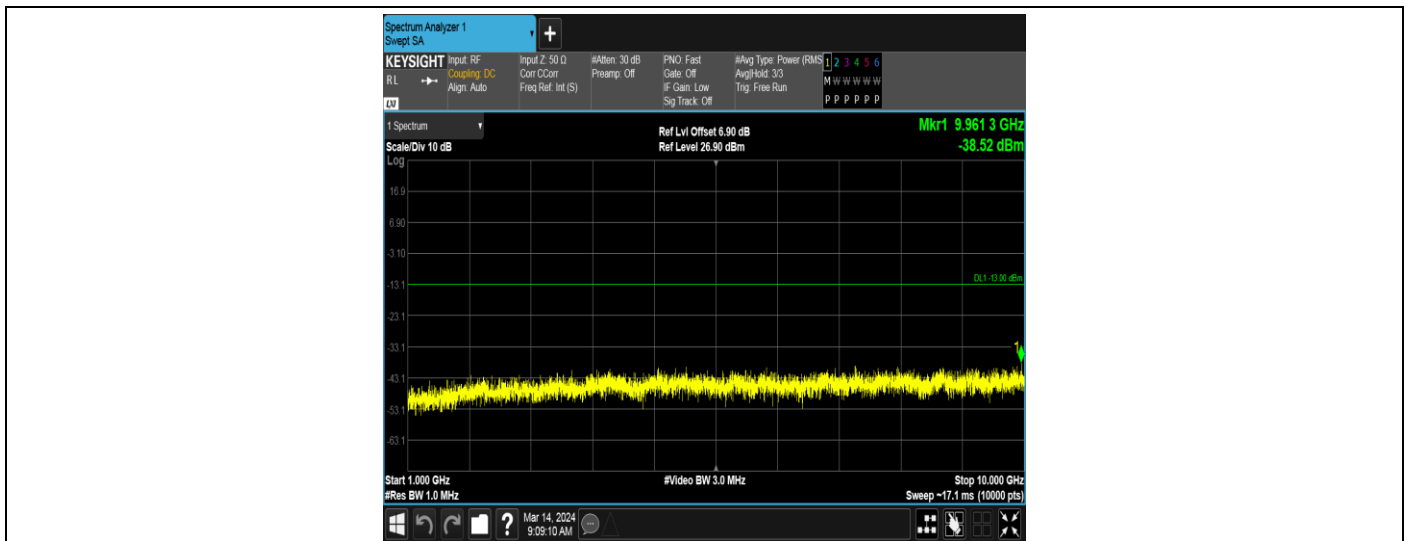 Spectrum Analyzer 1
Swept SA
+
KEYSIGHT Input: RF Input Z: 50 Ω #Atten: 30 dB PNO: Fast #Avg Type: Power (RMS 1 2 3 4 5 6
RL Coupling: DC Corr CCorr Preamp: Off Gate: Off Avg|Hold: 3/3 M W W W W W
Align: Auto Freq Ref: Int (S) IF Gain: Low Trig: Free Run
LXI Sig Track: Off P P P P P P
1 Spectrum
Ref Lvl Offset 6.90 dB Mkr1 9.961 3 GHz
Scale/Div 10 dB Ref Level 26.90 dBm -38.52 dBm
Log
16.9
6.90
-3.10
DL1 -13.00 dBm
-13.1
-23.1
-33.1
1
-43.1
-53.1
-63.1
Start 1.000 GHz #Video BW 3.0 MHz Stop 10.000 GHz
#Res BW 1.0 MHz Sweep ~17.1 ms (10000 pts)
? Mar 14, 2024
9:09:10 AM